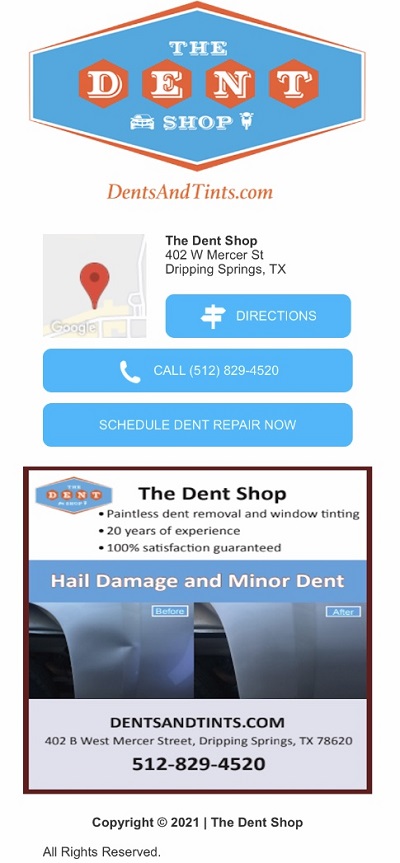 THE
DENT
SHOP
DentsAndTints.com
The Dent Shop
402 W Mercer St
Dripping Springs, TX
Google
DIRECTIONS
CALL (512) 829-4520
SCHEDULE DENT REPAIR NOW
THE
DENT
SHOP
The Dent Shop
• Paintless dent removal and window tinting
• 20 years of experience
• 100% satisfaction guaranteed
Hail Damage and Minor Dent
Before
After
DENTSANDTINTS.COM
402 B West Mercer Street, Dripping Springs, TX 78620
512-829-4520
Copyright © 2021 | The Dent Shop
All Rights Reserved.